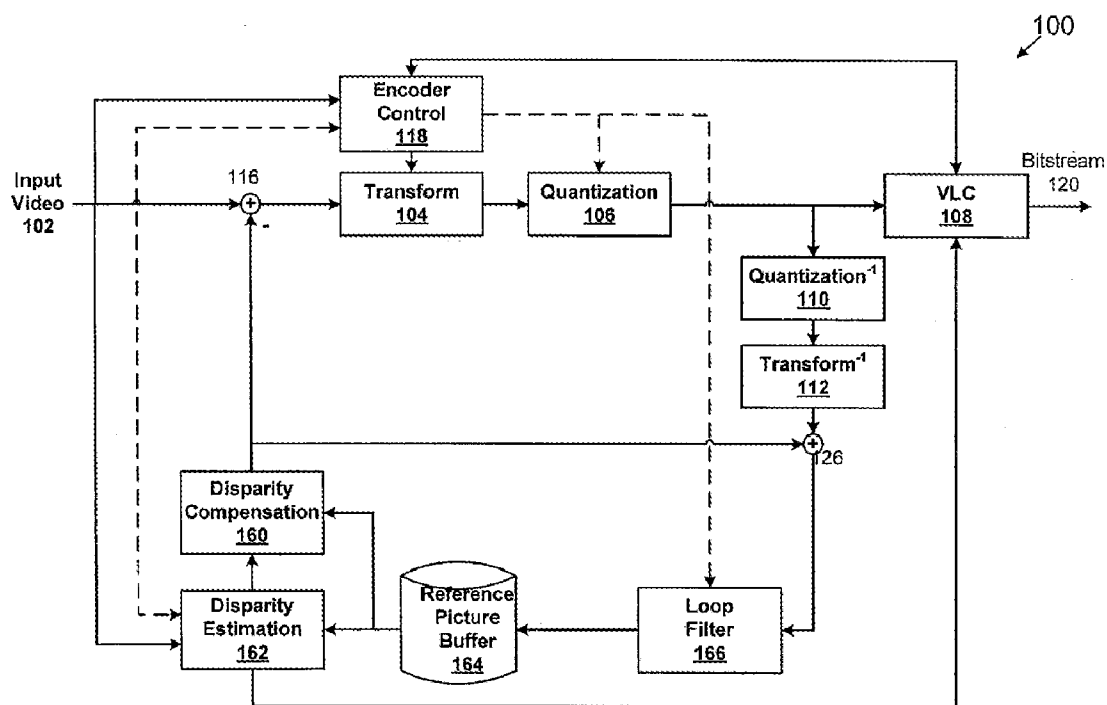 100
Encoder
Control
118
Input
Video
102
116
-
Transform
104
Quantization
106
VLC
108
Bitstream
120
Quantization-1
110
Transform-1
112
126
Disparity
Compensation
160
Disparity
Estimation
162
Reference
Picture
Buffer
164
Loop
Filter
166